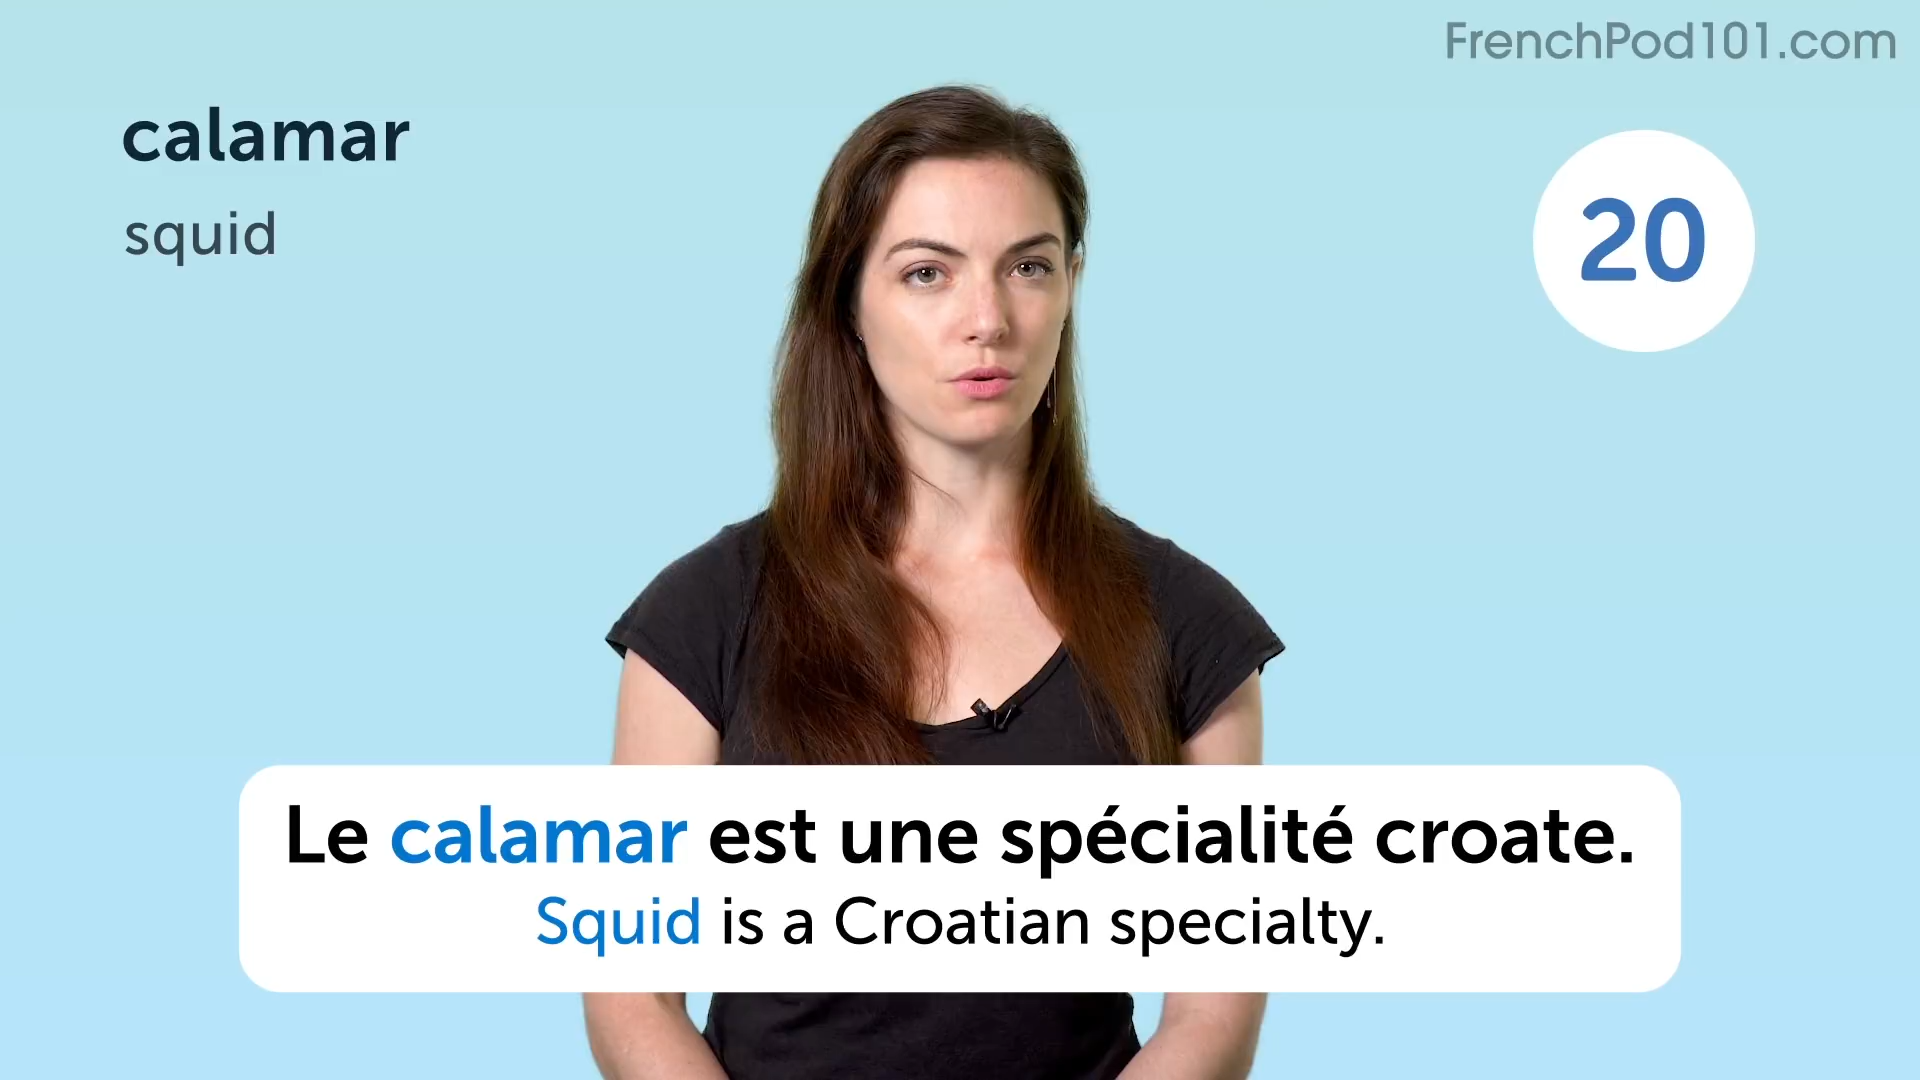 FrenchPod101.com
calamar
squid
20
Le calamar est une spécialité croate.
Squid is a Croatian specialty.